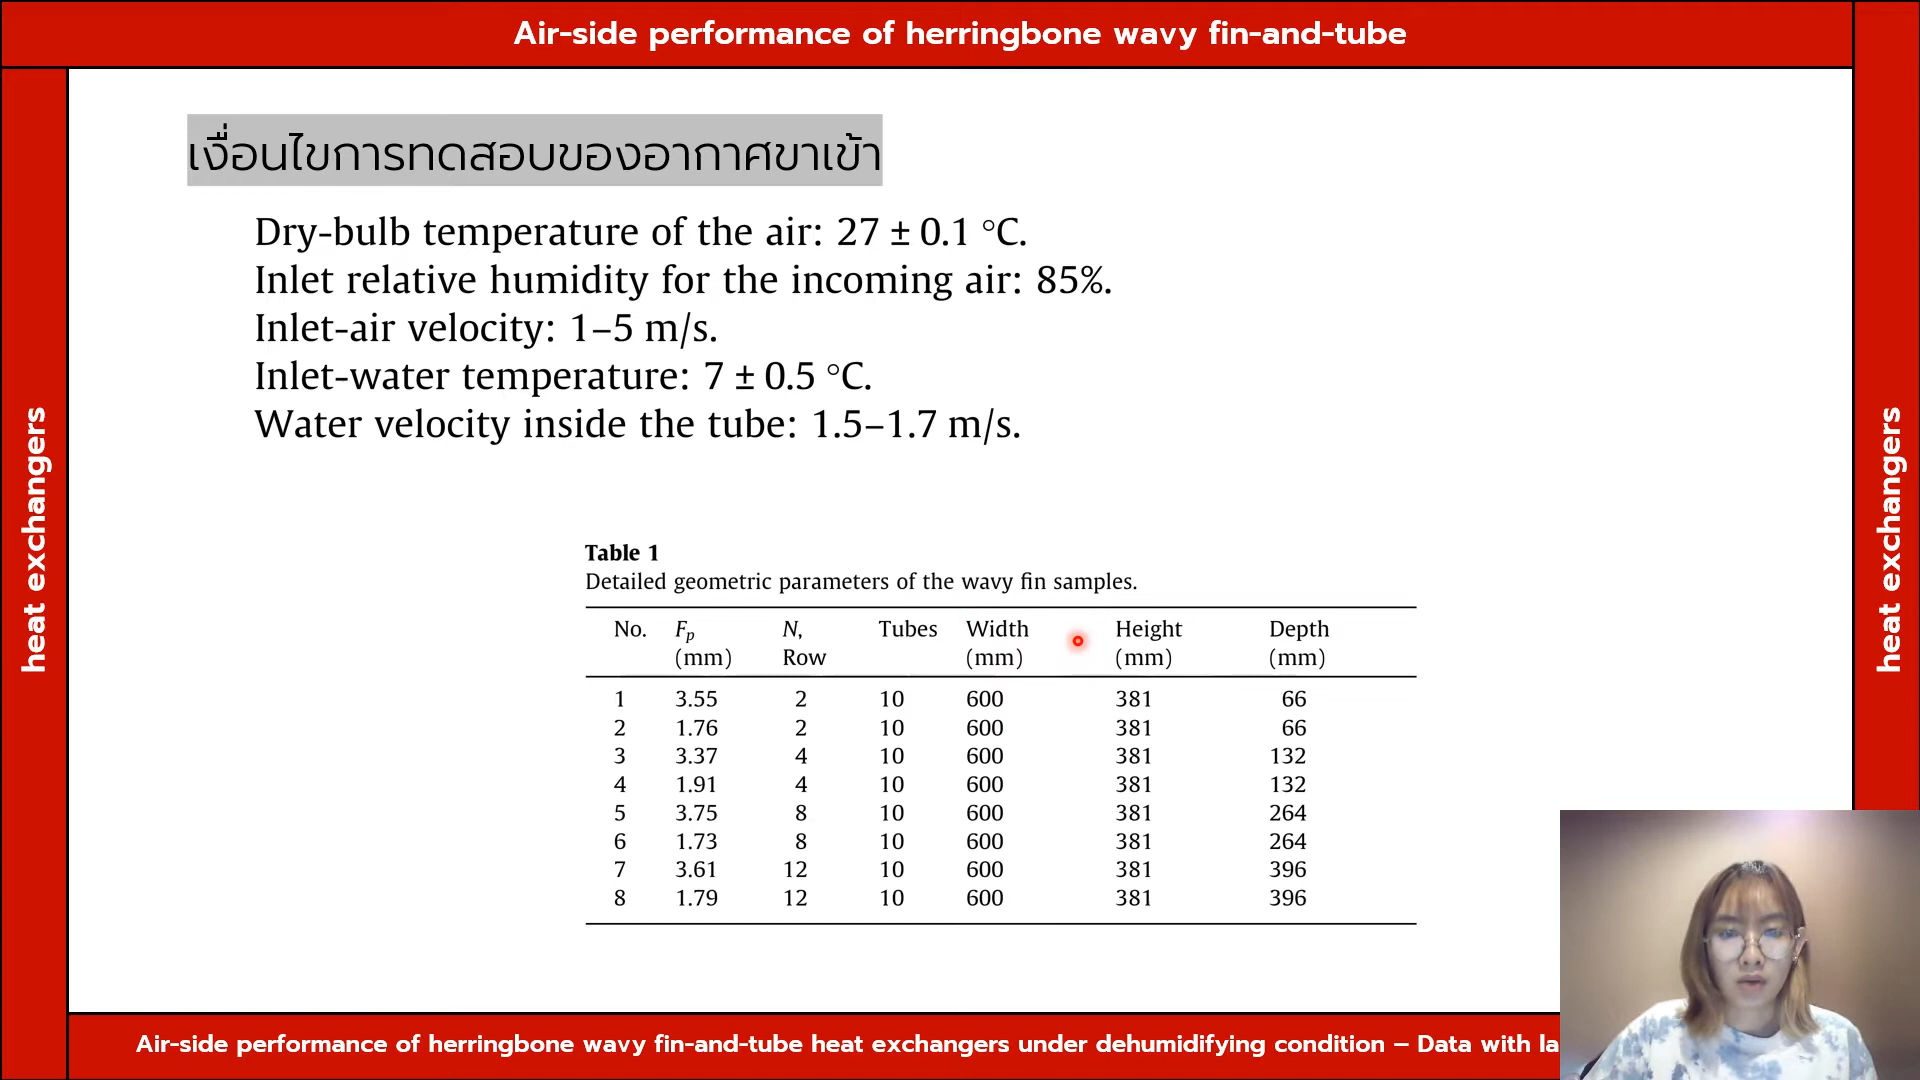 Air-side performance of herringbone wavy fin-and-tube
heat exchangers
heat exchangers
เงื่อนไขการทดสอบของอากาศขาเข้า
Dry-bulb temperature of the air: 27 ± 0.1 °C.
Inlet relative humidity for the incoming air: 85%.
Inlet-air velocity: 1–5 m/s.
Inlet-water temperature: 7 ± 0.5 °C.
Water velocity inside the tube: 1.5–1.7 m/s.
Table 1
Detailed geometric parameters of the wavy fin samples.
No. Fp (mm) N, Row Tubes Width (mm) Height (mm) Depth (mm)
1 3.55 2 10 600 381 66
2 1.76 2 10 600 381 66
3 3.37 4 10 600 381 132
4 1.91 4 10 600 381 132
5 3.75 8 10 600 381 264
6 1.73 8 10 600 381 264
7 3.61 12 10 600 381 396
8 1.79 12 10 600 381 396
Air-side performance of herringbone wavy fin-and-tube heat exchangers under dehumidifying condition – Data with la